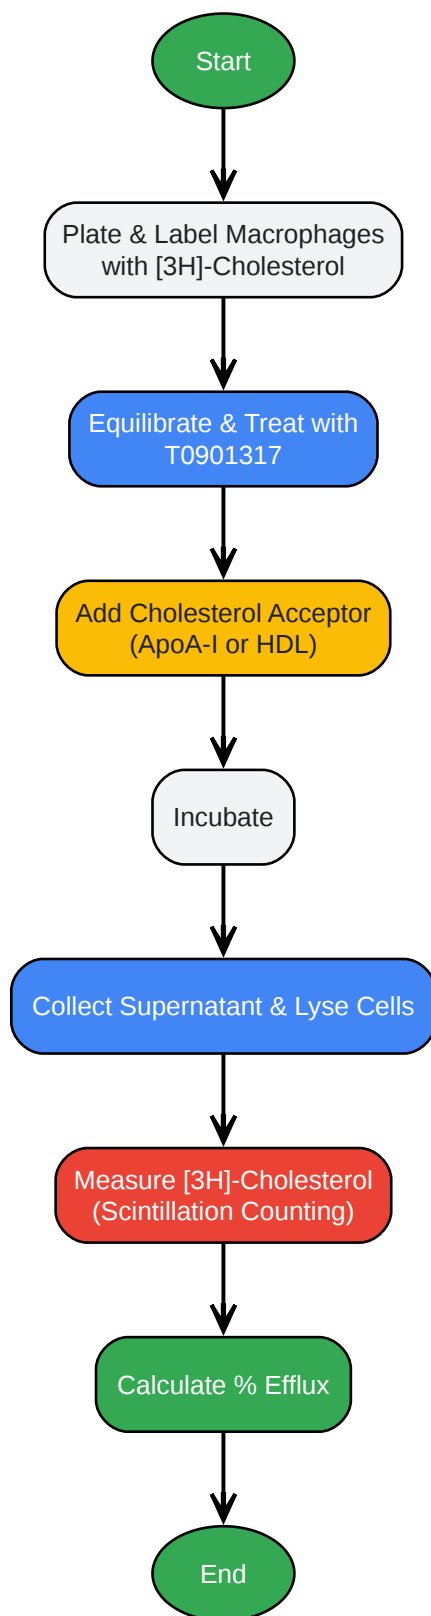 Start
Plate & Label Macrophages
with [3H]-Cholesterol
Equilibrate & Treat with
T0901317
Add Cholesterol Acceptor
(ApoA-I or HDL)
Incubate
Collect Supernatant & Lyse Cells
Measure [3H]-Cholesterol
(Scintillation Counting)
Calculate % Efflux
End